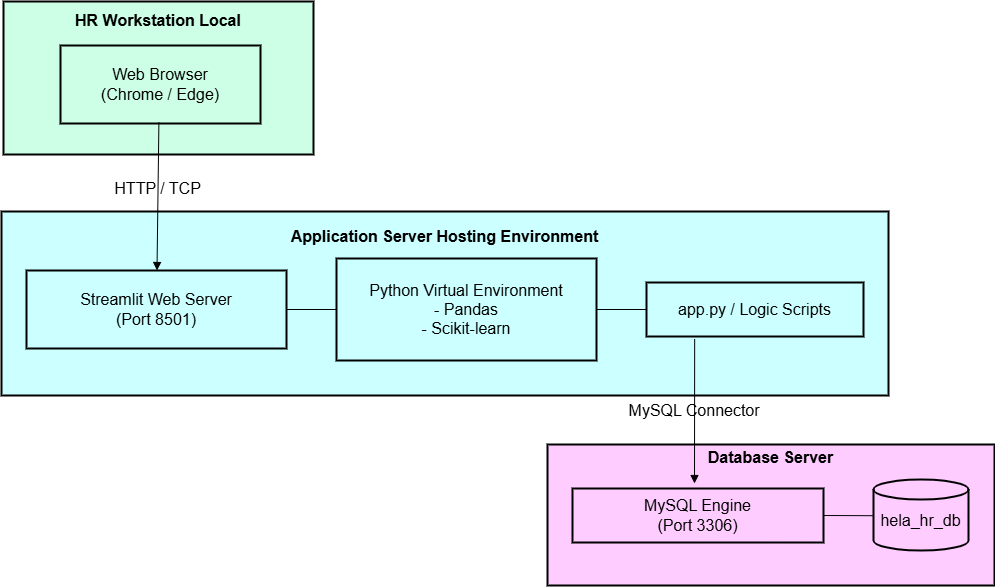 HR Workstation Local
Web Browser
(Chrome / Edge)
HTTP / TCP
Application Server Hosting Environment
Streamlit Web Server
(Port 8501)
Python Virtual Environment
- Pandas
- Scikit-learn
app.py / Logic Scripts
MySQL Connector
Database Server
MySQL Engine
(Port 3306)
hela_hr_db